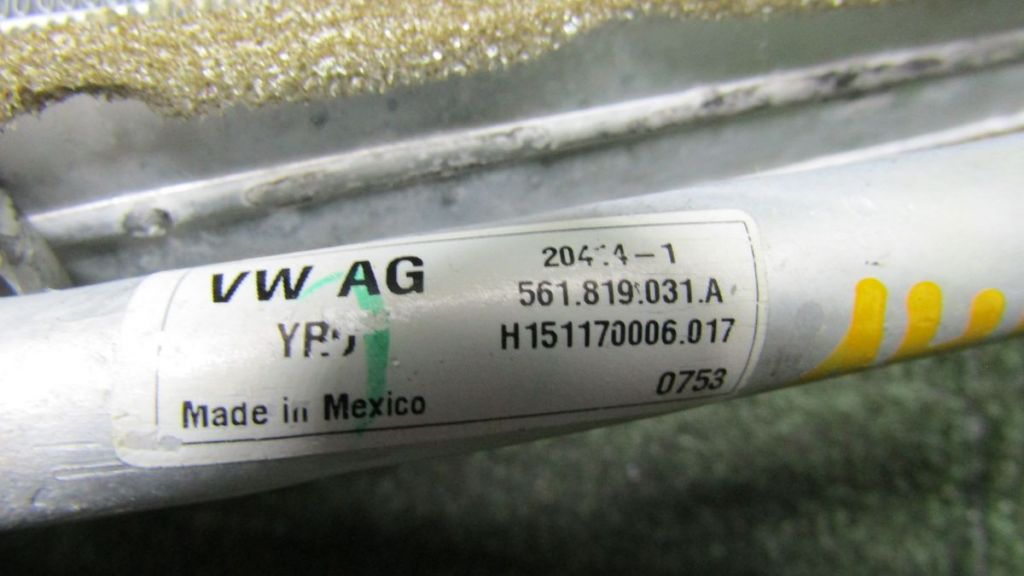 VW AG
Made in Mexico
561.819.031.A
H151170006.017
0753